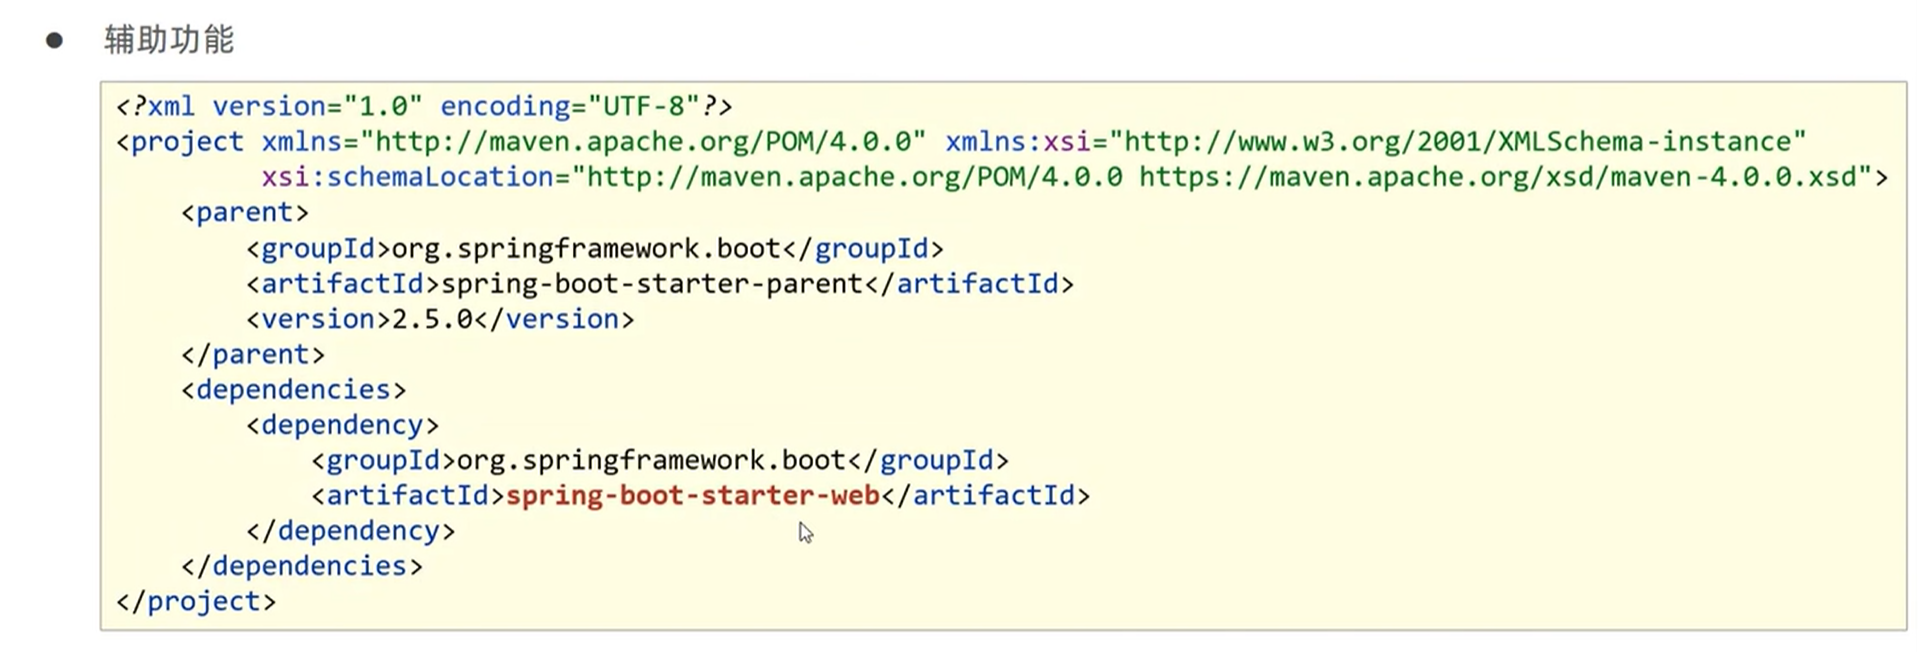 ● 辅助功能
<?xml version="1.0" encoding="UTF-8"?>
<project xmlns="http://maven.apache.org/POM/4.0.0" xmlns:xsi="http://www.w3.org/2001/XMLSchema-instance"
         xsi:schemaLocation="http://maven.apache.org/POM/4.0.0 https://maven.apache.org/xsd/maven-4.0.0.xsd">
    <parent>
        <groupId>org.springframework.boot</groupId>
        <artifactId>spring-boot-starter-parent</artifactId>
        <version>2.5.0</version>
    </parent>
    <dependencies>
        <dependency>
            <groupId>org.springframework.boot</groupId>
            <artifactId>spring-boot-starter-web</artifactId>
        </dependency>
    </dependencies>
</project>